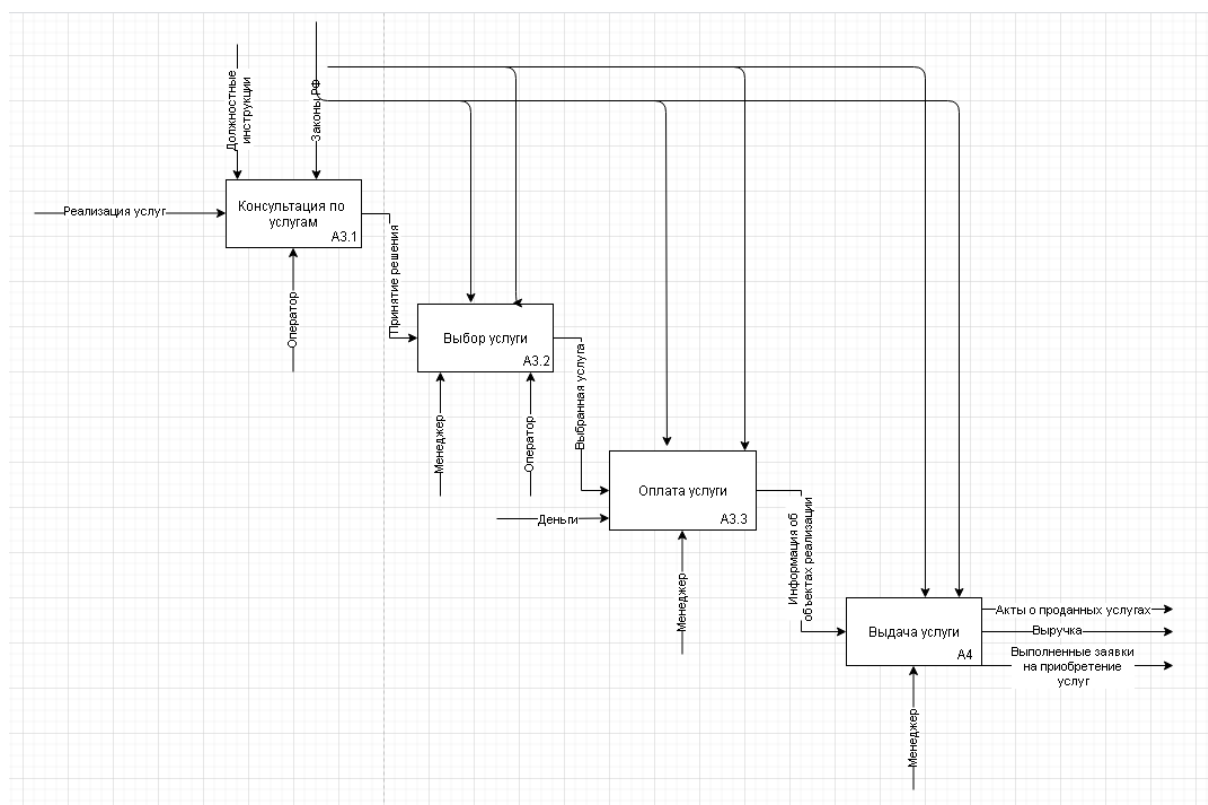 Должностные
инструкции
Законы РФ
Реализация услуг
Консультация по
услугам
А3.1
Оператор
Принятие решения
Выбор услуги
А3.2
Менеджер
Оператор
Выбранная услуга
Оплата услуги
А3.3
Деньги
Менеджер
Информация об
объектах реализации
Выдача услуги
А4
Акты о проданных услугах
Выручка
Выполненные заявки
на приобретение
услуг
Менеджер